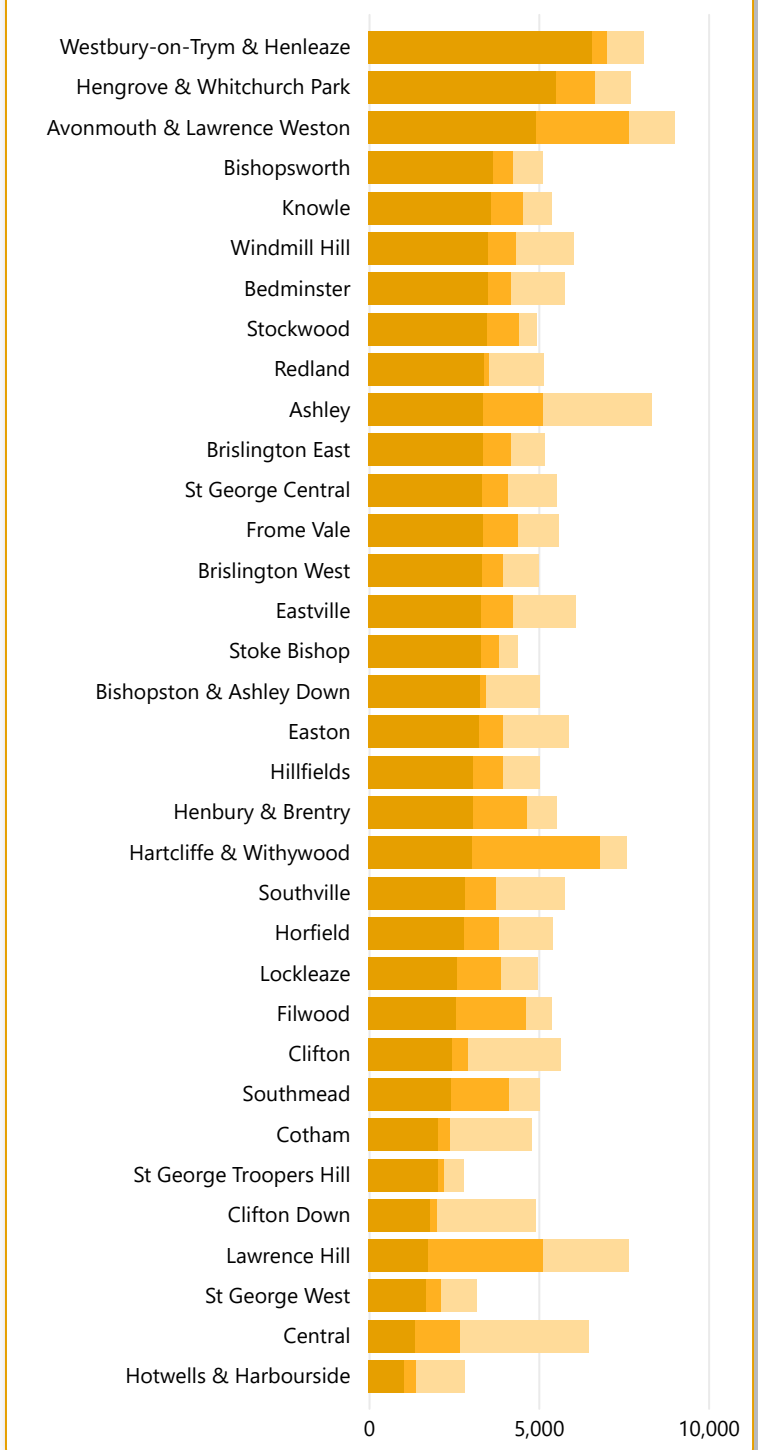 Westbury-on-Trym & Henleaze
Hengrove & Whitchurch Park
Avonmouth & Lawrence Weston
Bishopsworth
Knowle
Windmill Hill
Bedminster
Stockwood
Redland
Ashley
Brislington East
St George Central
Frome Vale
Brislington West
Eastville
Stoke Bishop
Bishopston & Ashley Down
Easton
Hillfields
Henbury & Brentry
Hartcliffe & Withywood
Southville
Horfield
Lockleaze
Filwood
Clifton
Southmead
Cotham
St George Troopers Hill
Clifton Down
Lawrence Hill
St George West
Central
Hotwells & Harbourside
0 5,000 10,000